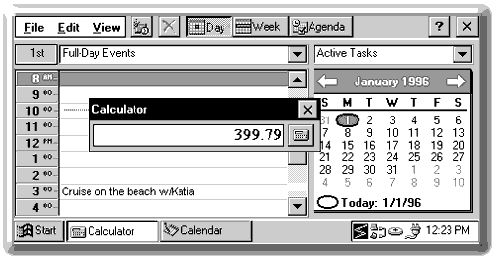 File Edit View Day Week Agenda ? X
1st Full-Day Events Active Tasks
8 AM
January 1996
9 00
S M T W T F S
10 00
Calculator
31 1 2 3 4 5 6
11 00
399.79
7 8 9 10 11 12 13
12 PM
14 15 16 17 18 19 20
1 00
21 22 23 24 25 26 27
2 00
28 29 30 31 1 2 3
4 5 6 7 8 9 10
3 00 Cruise on the beach w/Katia
4 00
Today: 1/1/96
Start Calculator Calendar 12:23 PM